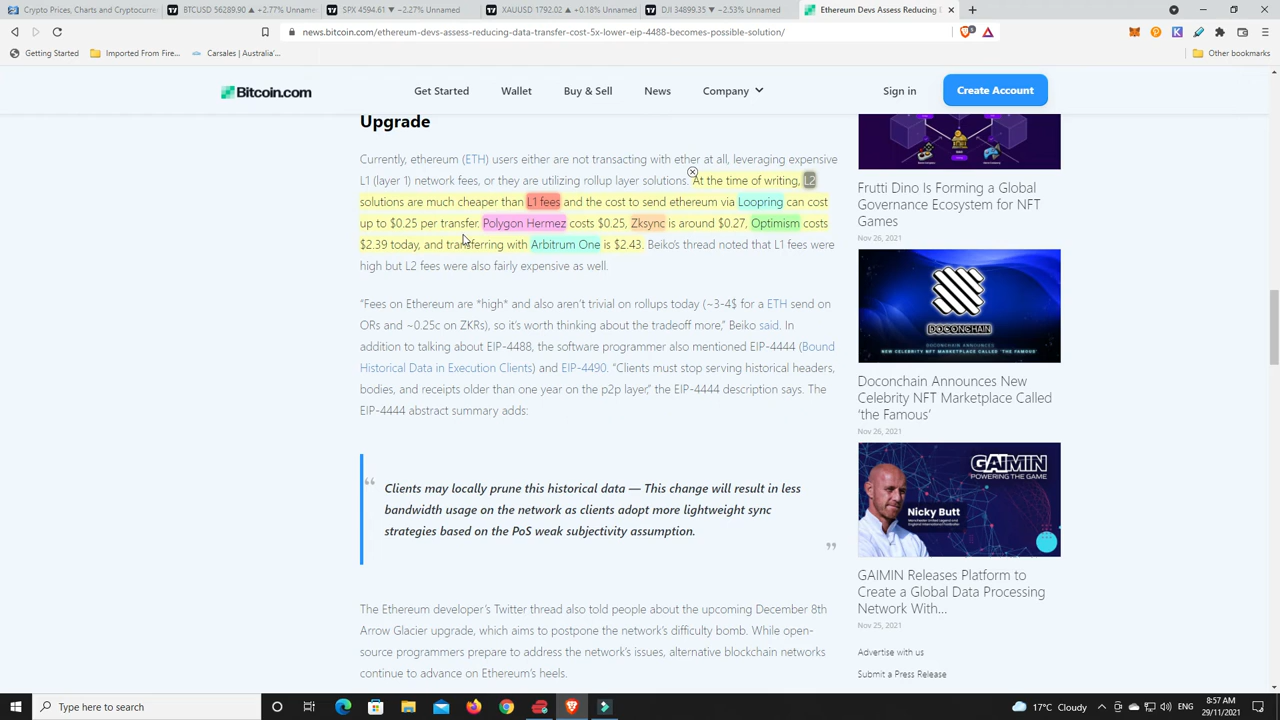 Crypto Prices, Charts and Cryptocurre
BTCUSD 56289.90 ▲ +2.77% Unnamed
SPX 4594.61 ▼ −2.27% Unnamed
XAUUSD 1792.02 ▲ +0.18% Unnamed
DJI 34899.35 ▼ −2.53% Unnamed
Ethereum Devs Assess Reducing
news.bitcoin.com/ethereum-devs-assess-reducing-data-transfer-cost-5x-lower-eip-4488-becomes-possible-solution/
Getting Started
Imported From Fire...
Carsales | Australia'...
Other bookmarks
Bitcoin.com
Get Started
Wallet
Buy & Sell
News
Company
Sign in
Create Account
Upgrade
Currently, ethereum (ETH) users either are not transacting with ether at all, leveraging expensive
L1 (layer 1) network fees, or they are utilizing rollup layer solutions. At the time of writing, L2
solutions are much cheaper than L1 fees and the cost to send ethereum via Loopring can cost
up to $0.25 per transfer. Polygon Hermez costs $0.25, Zksync is around $0.27, Optimism costs
$2.39 today, and transferring with Arbitrum One is $2.43. Beiko's thread noted that L1 fees were
high but L2 fees were also fairly expensive as well.
“Fees on Ethereum are *high* and also aren't trivial on rollups today (~3-4$ for a ETH send on
ORs and ~0.25c on ZKRs), so it's worth thinking about the tradeoff more,” Beiko said. In
addition to talking about EIP-4488, the software programmer also mentioned EIP-4444 (Bound
Historical Data in Execution Clients) and EIP-4490. “Clients must stop serving historical headers,
bodies, and receipts older than one year on the p2p layer,” the EIP-4444 description says. The
EIP-4444 abstract summary adds:
“
Clients may locally prune this historical data — This change will result in less
bandwidth usage on the network as clients adopt more lightweight sync
strategies based on the PoS weak subjectivity assumption.
”
The Ethereum developer's Twitter thread also told people about the upcoming December 8th
Arrow Glacier upgrade, which aims to postpone the network's difficulty bomb. While open-
source programmers prepare to address the network's issues, alternative blockchain networks
continue to advance on Ethereum's heels.
Frutti Dino Is Forming a Global
Governance Ecosystem for NFT
Games
Nov 26, 2021
DOCONCHAIN
DOCONCHAIN ANNOUNCES
NEW CELEBRITY NFT MARKETPLACE CALLED 'THE FAMOUS'
Doconchain Announces New
Celebrity NFT Marketplace Called
‘the Famous’
Nov 26, 2021
GAIMIN
POWERING THE GAME
Nicky Butt
GAIMIN Releases Platform to
Create a Global Data Processing
Network With...
Nov 25, 2021
Advertise with us
Submit a Press Release
Type here to search
17°C Cloudy
ENG
8:57 AM
29/11/2021